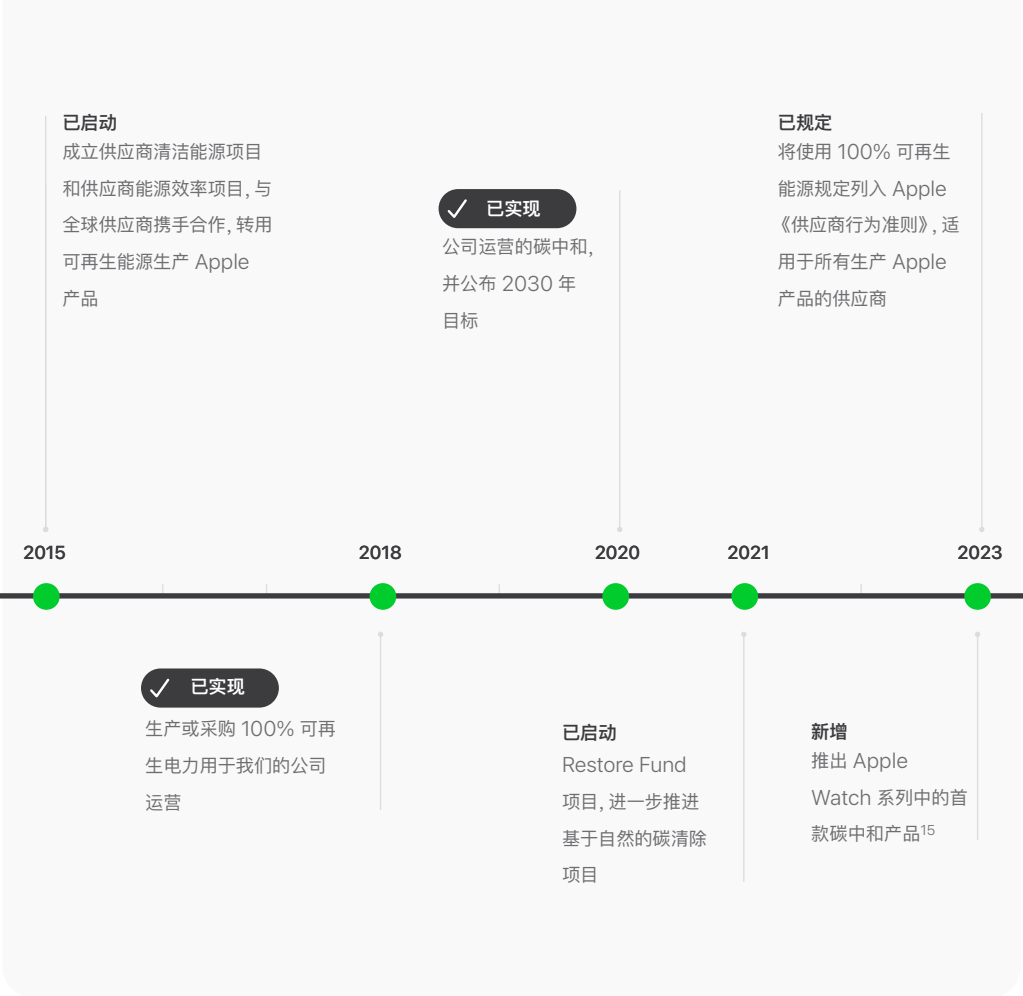 已启动
成立供应商清洁能源项目
和供应商能源效率项目，与
全球供应商携手合作，转用
可再生能源生产 Apple
产品
已实现
公司运营的碳中和，
并公布 2030 年
目标
已规定
将使用 100% 可再生
能源规定列入 Apple
《供应商行为准则》，适
用于所有生产 Apple
产品的供应商
2015
2018
2020
2021
2023
已实现
生产或采购 100% 可再
生电力用于我们的公司
运营
已启动
Restore Fund
项目，进一步推进
基于自然的碳清除
项目
新增
推出 Apple
Watch 系列中的首
款碳中和产品15